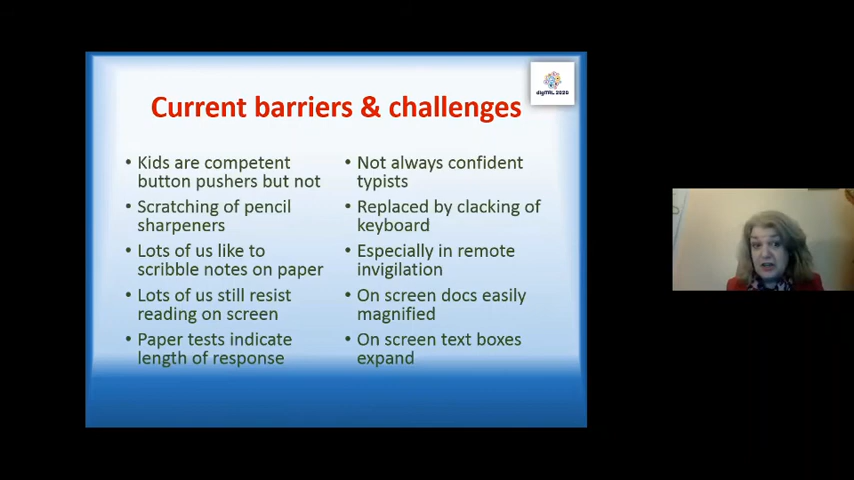 digiTAL 2020
Current barriers & challenges
• Kids are competent
button pushers but not
• Scratching of pencil
sharpeners
• Lots of us like to
scribble notes on paper
• Lots of us still resist
reading on screen
• Paper tests indicate
length of response
• Not always confident
typists
• Replaced by clacking of
keyboard
• Especially in remote
invigilation
• On screen docs easily
magnified
• On screen text boxes
expand